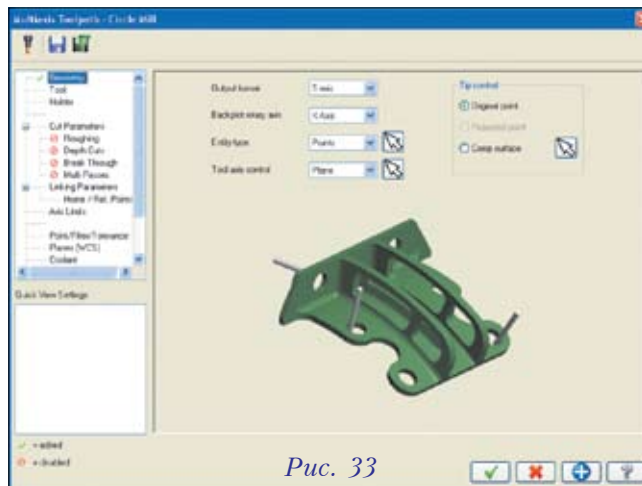 Multiaxis Toolpath - Circle Mill
Geometry
Tool
Holder
Cut Parameters
Roughing
Depth Cuts
Break Through
Multi Passes
Linking Parameters
Home / Ref. Points
Axis Limits
Point/Filter/Tolerance
Planes (WCS)
Coolant
Quick View Settings
= edited
= disabled
Output format
5 axis
Backplot rotary axis
X Axis
Entity type
Points
Tool axis control
Plane
Tip control
Original point
Projected point
Comp surface
Рис. 33